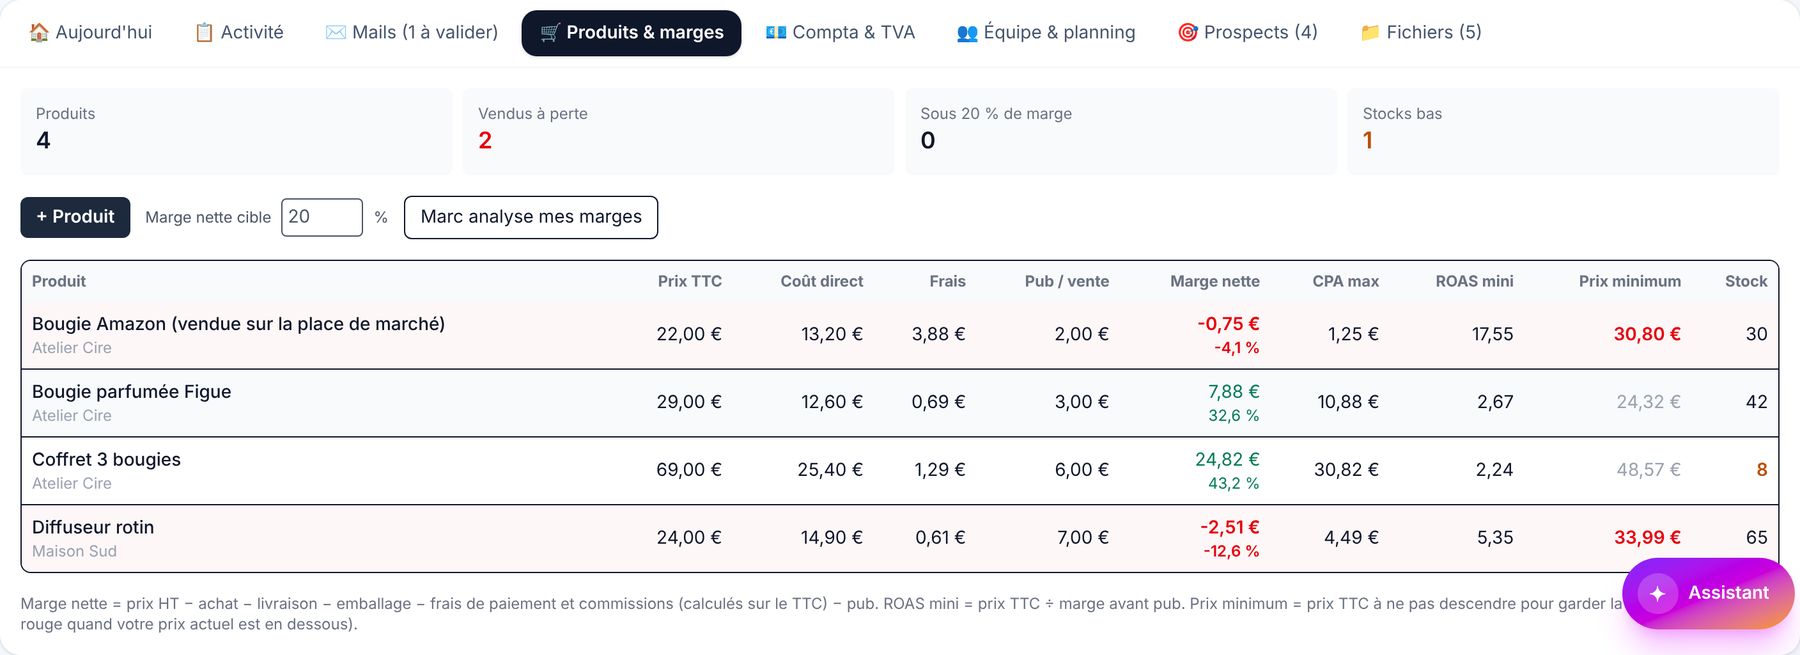 🏠 Aujourd'hui 📋 Activité ✉️ Mails (1 à valider) 🛒 Produits & marges 💶 Compta & TVA 👥 Équipe & planning 🎯 Prospects (4) 📁 Fichiers (5)
Produits Vendus à perte Sous 20 % de marge Stocks bas
4 2 0 1
+ Produit Marge nette cible 20 % Marc analyse mes marges
Produit Prix TTC Coût direct Frais Pub / vente Marge nette CPA max ROAS mini Prix minimum Stock
Bougie Amazon (vendue sur la place de marché) 22,00 € 13,20 € 3,88 € 2,00 € -0,75 € 1,25 € 17,55 30,80 € 30
Atelier Cire -4,1 %
Bougie parfumée Figue 29,00 € 12,60 € 0,69 € 3,00 € 7,88 € 10,88 € 2,67 24,32 € 42
Atelier Cire 32,6 %
Coffret 3 bougies 69,00 € 25,40 € 1,29 € 6,00 € 24,82 € 30,82 € 2,24 48,57 € 8
Atelier Cire 43,2 %
Diffuseur rotin 24,00 € 14,90 € 0,61 € 7,00 € -2,51 € 4,49 € 5,35 33,99 € 65
Maison Sud -12,6 %
Marge nette = prix HT − achat − livraison − emballage − frais de paiement et commissions (calculés sur le TTC) − pub. ROAS mini = prix TTC ÷ marge avant pub. Prix minimum = prix TTC à ne pas descendre pour garder la
rouge quand votre prix actuel est en dessous).
Assistant